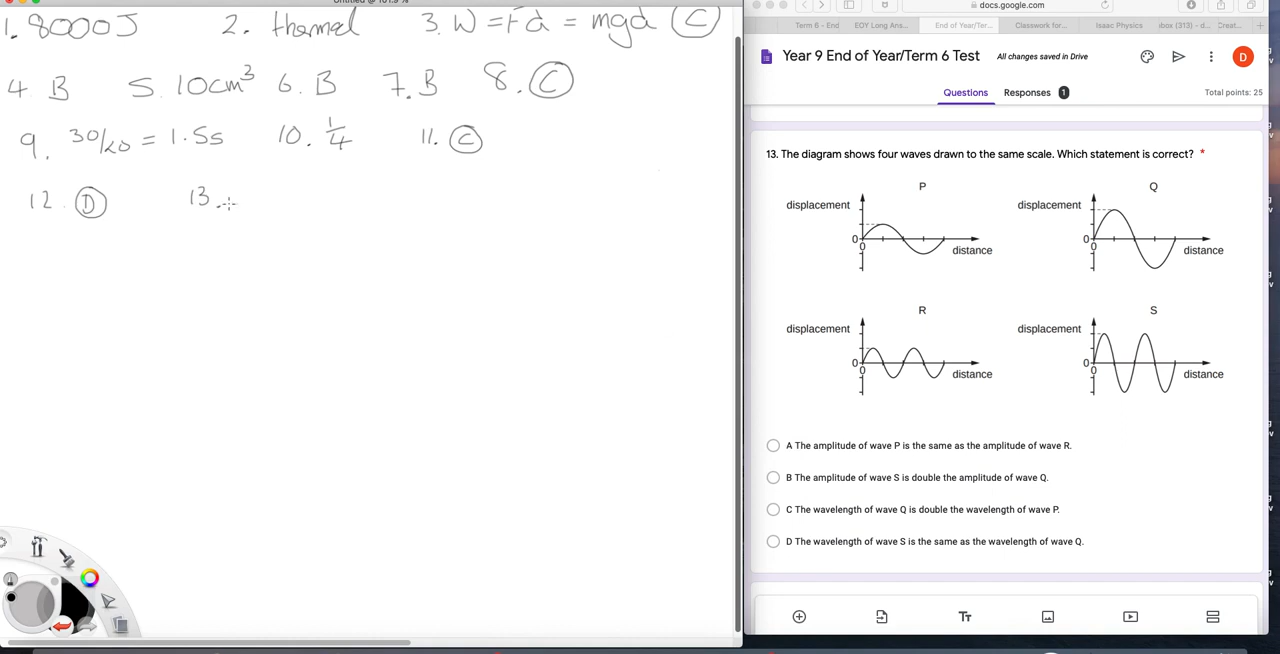 1. 8000J 2. thermal 3. W = Fd = mgd C
4. B 5. 10cm³ 6. B 7. B 8. C
9. 30/20 = 1.5s 10. 1/4 11. C
12. D 13.
docs.google.com
Term 6 - End EOY Long Ans... End of Year/Ter... Classwork for... Isaac Physics Creat...
Year 9 End of Year/Term 6 Test All changes saved in Drive D
Questions Responses 1 Total points: 25
13. The diagram shows four waves drawn to the same scale. Which statement is correct? *
P Q
displacement displacement
0 0
0 0
distance distance
R S
displacement displacement
0 0
0 0
distance distance
A The amplitude of wave P is the same as the amplitude of wave R.
B The amplitude of wave S is double the amplitude of wave Q.
C The wavelength of wave Q is double the wavelength of wave P.
D The wavelength of wave S is the same as the wavelength of wave Q.
Tт